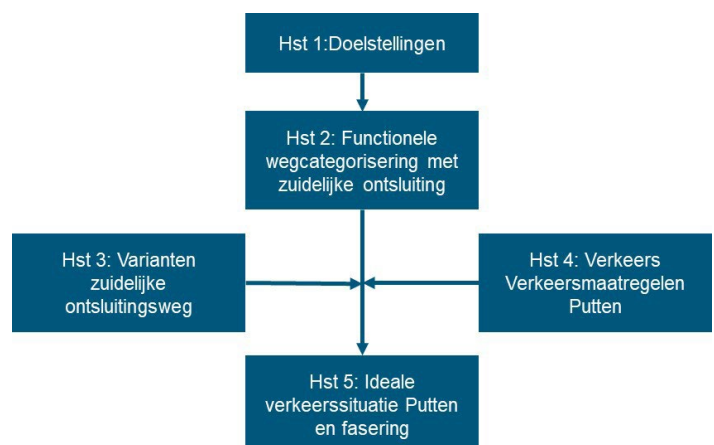 Hst 1:Doelstellingen
Hst 2: Functionele
wegcategorisering met
zuidelijke ontsluiting
Hst 3: Varianten
zuidelijke
ontsluitingsweg
Hst 4: Verkeers
Verkeersmaatregelen
Putten
Hst 5: Ideale
verkeerssituatie Putten
en fasering